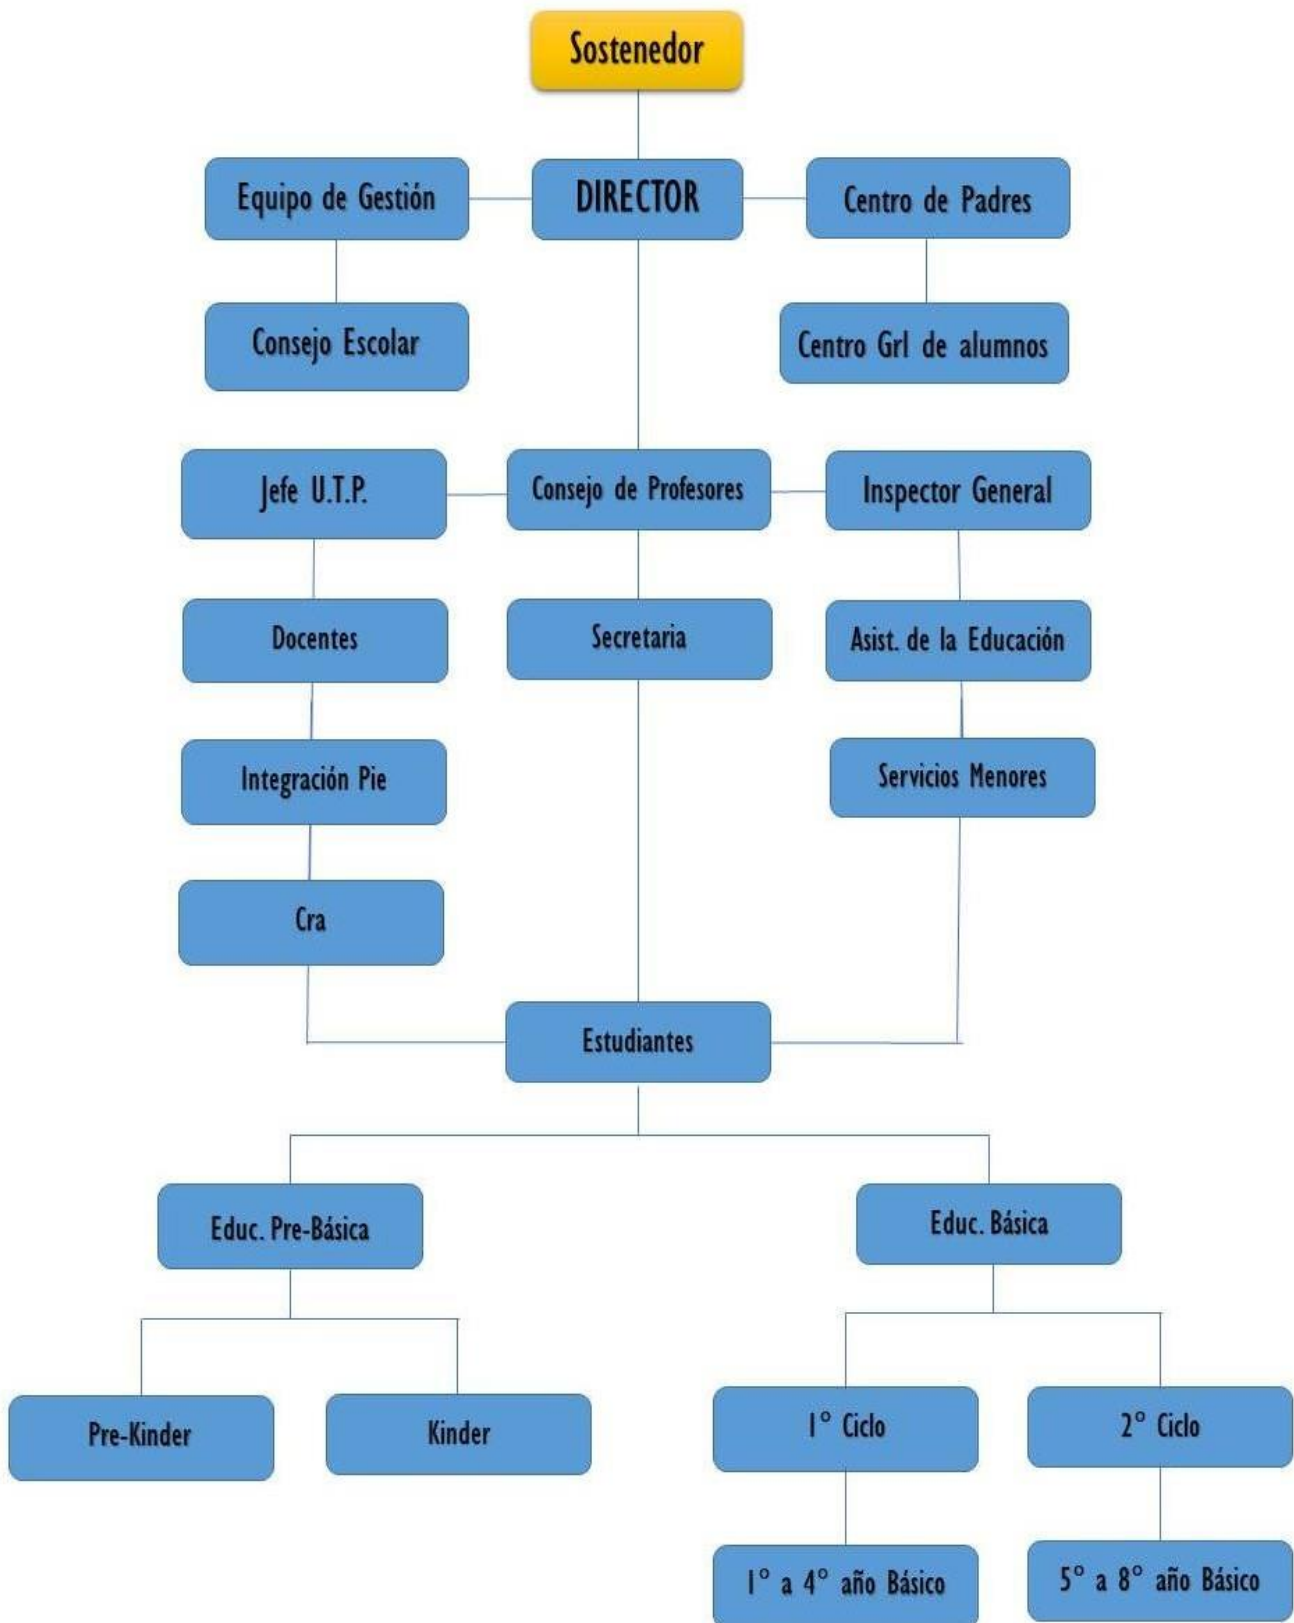 Sostenedor
Equipo de Gestión
DIRECTOR
Centro de Padres
Consejo Escolar
Centro Grl de alumnos
Jefe U.T.P.
Consejo de Profesores
Inspector General
Docentes
Secretaria
Asist. de la Educación
Integración Pie
Servicios Menores
Cra
Estudiantes
Educ. Pre-Básica
Educ. Básica
Pre-Kinder
Kinder
1° Ciclo
2° Ciclo
1° a 4° año Básico
5° a 8° año Básico